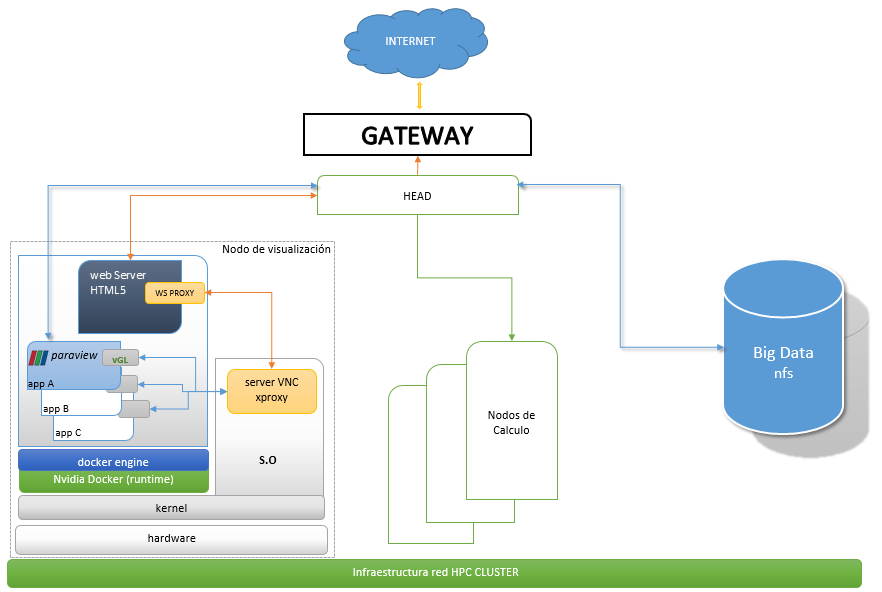 INTERNET
GATEWAY
HEAD
Nodo de visualización
web Server
HTML5
WS PROXY
paraview
vGL
app A
app B
app C
server VNC
xproxy
S.O
docker engine
Nvidia Docker (runtime)
kernel
hardware
Nodos de
Calculo
Big Data
nfs
Infraestructura red HPC CLUSTER